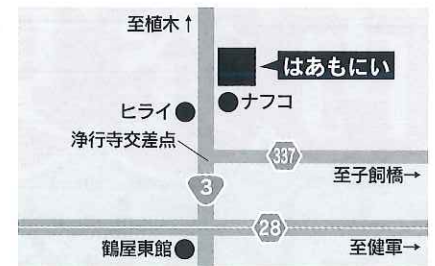 至植木↑
はあもにい
ナフコ
ヒライ
浄行寺交差点
337
至子飼橋→
3
28
鶴屋東館
至健軍→